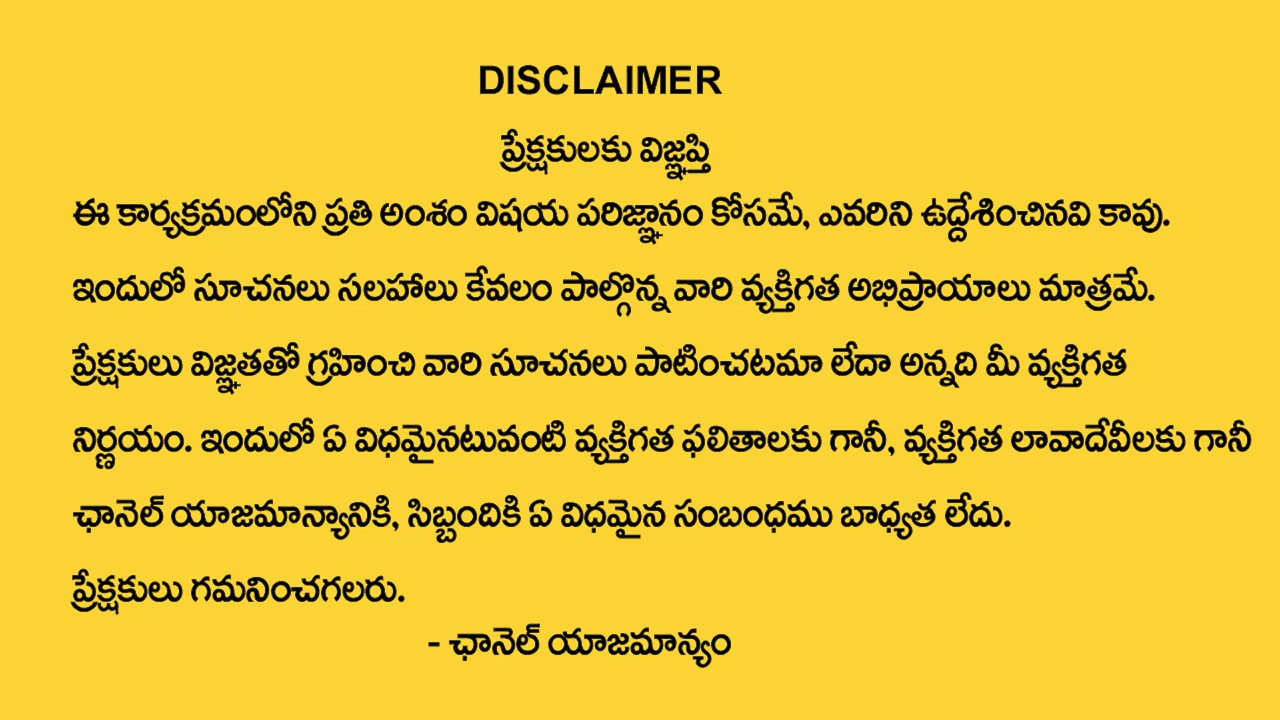 DISCLAIMER
ప్రేక్షకులకు విజ్ఞప్తి
ఈ కార్యక్రమంలోని ప్రతి అంశం విషయ పరిజ్ఞానం కోసమే, ఎవరిని ఉద్దేశించినవి కావు.
ఇందులో సూచనలు సలహాలు కేవలం పాల్గొన్న వారి వ్యక్తిగత అభిప్రాయాలు మాత్రమే.
ప్రేక్షకులు విజ్ఞతతో గ్రహించి వారి సూచనలు పాటించటమా లేదా అన్నది మీ వ్యక్తిగత
నిర్ణయం. ఇందులో ఏ విధమైనటువంటి వ్యక్తిగత ఫలితాలకు గానీ, వ్యక్తిగత లావాదేవీలకు గానీ
ఛానెల్ యాజమాన్యానికి, సిబ్బందికి ఏ విధమైన సంబంధము బాధ్యత లేదు.
ప్రేక్షకులు గమనించగలరు.
- ఛానెల్ యాజమాన్యం